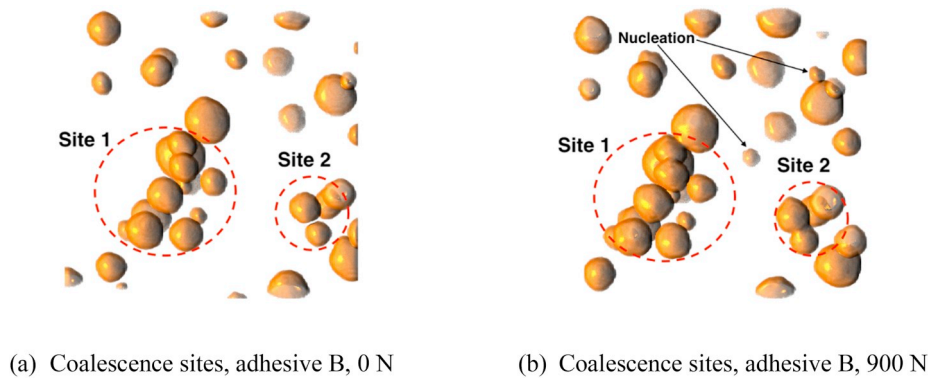 Site 1
Site 2
Nucleation
Site 1
Site 2
(a) Coalescence sites, adhesive B, 0 N
(b) Coalescence sites, adhesive B, 900 N